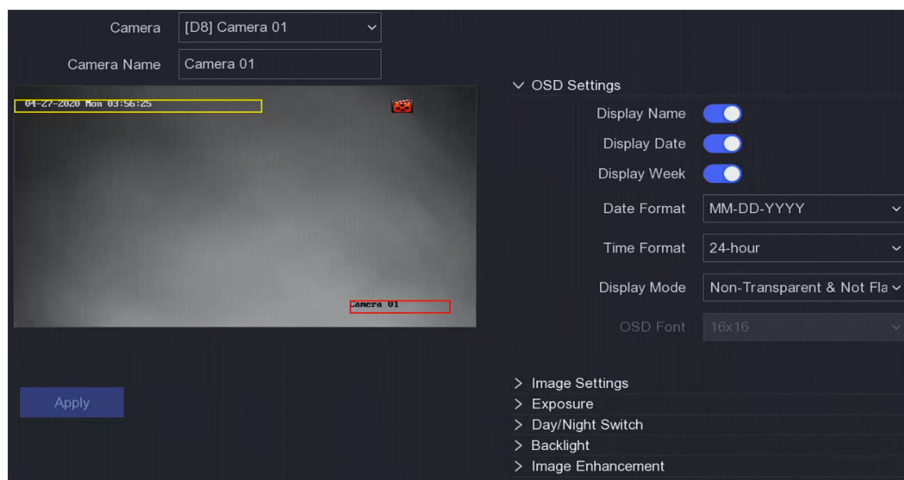 Camera [D8] Camera 01
Camera Name Camera 01
04-27-2020 Mon 03:56:25
Camera 01
OSD Settings
Display Name
Display Date
Display Week
Date Format MM-DD-YYYY
Time Format 24-hour
Display Mode Non-Transparent & Not Fla
OSD Font 16x16
Apply
Image Settings
Exposure
Day/Night Switch
Backlight
Image Enhancement